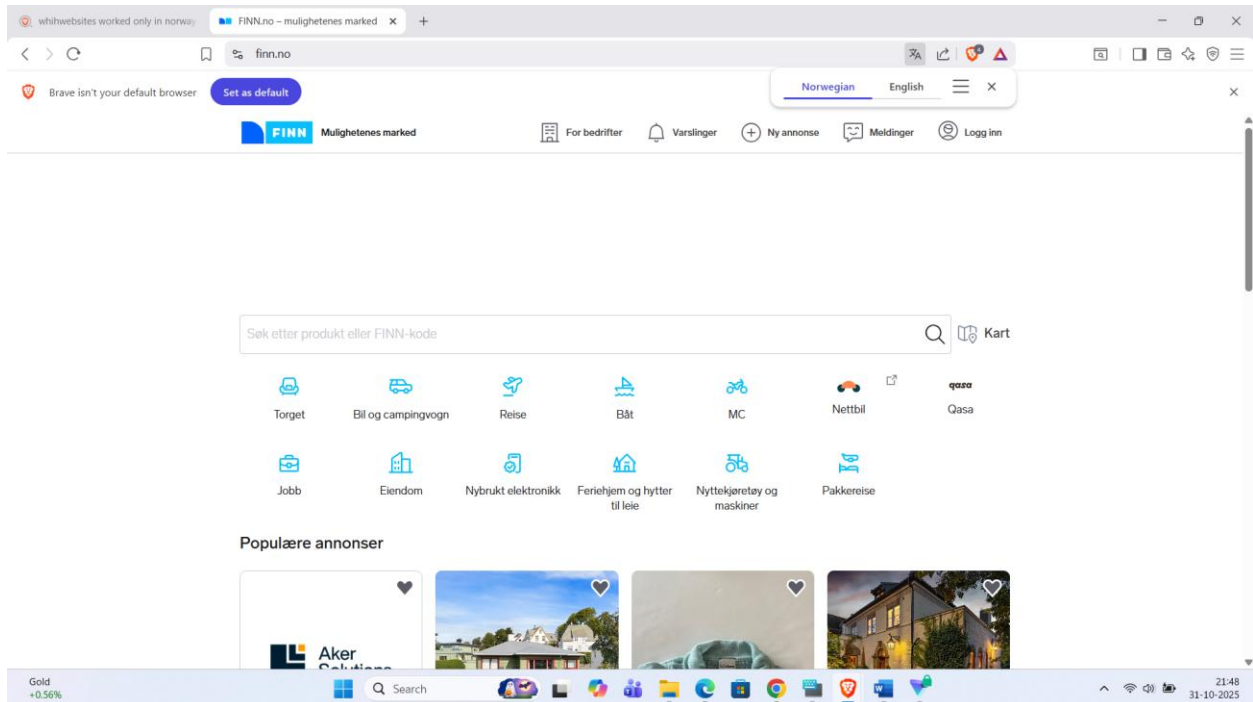 whihwebsites worked only in norway
FINN.no – mulighetenes marked
finn.no
Brave isn't your default browser
Set as default
Norwegian
English
FINN
Mulighetenes marked
For bedrifter
Varslinger
Ny annonse
Meldinger
Logg inn
Søk etter produkt eller FINN-kode
Kart
Torget
Bil og campingvogn
Reise
Båt
MC
Nettbil
qasa
Qasa
Jobb
Eiendom
Nybrukt elektronikk
Feriehjem og hytter
til leie
Nyttekjøretøy og
maskiner
Pakkereise
Populære annonser
Aker
Solutions
Gold
+0.56%
Search
21:48
31-10-2025